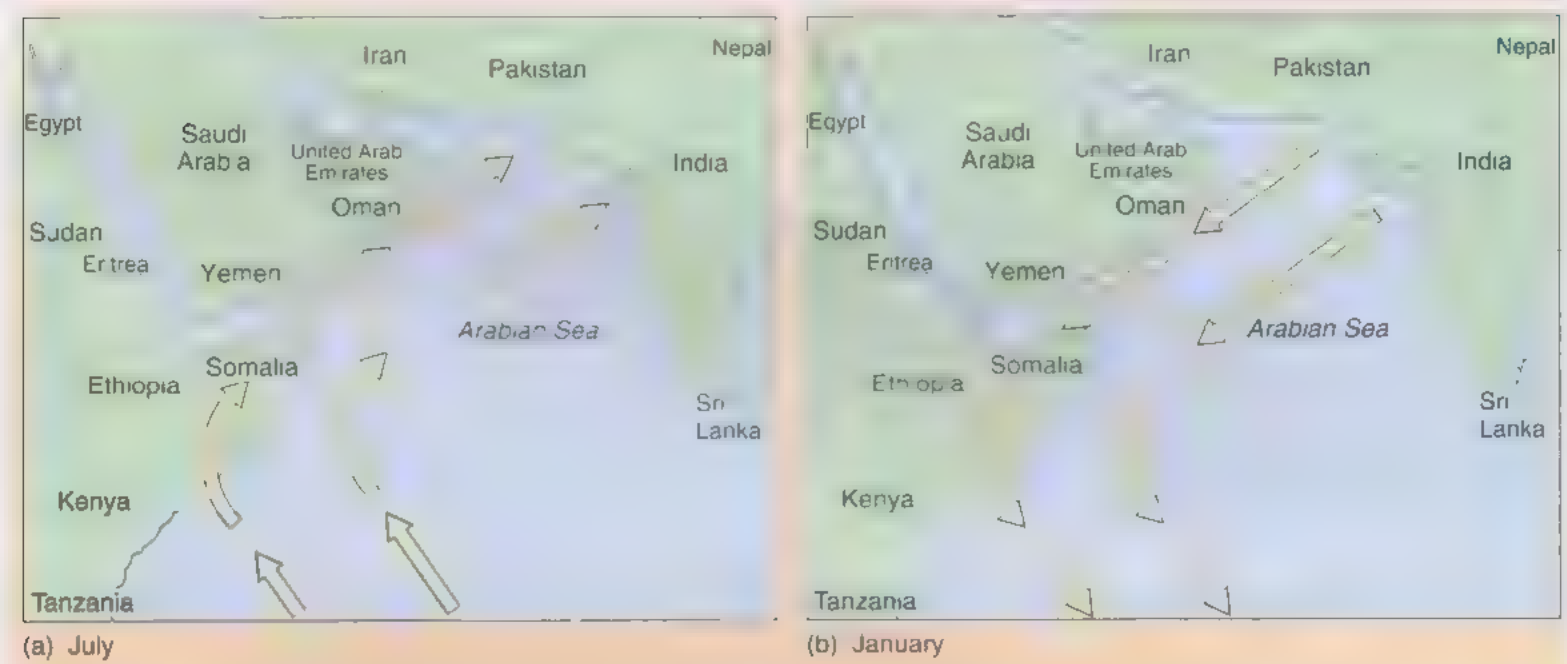 Iran
Pakistan
Nepal
Egypt
Saudi
Arabia
United Arab
Emirates
India
Oman
Sudan
Eritrea
Yemen
Arabian Sea
Somalia
Ethiopia
Sri
Lanka
Kenya
Tanzania
(a) July
Iran
Pakistan
Nepal
Egypt
Saudi
Arabia
United Arab
Emirates
India
Oman
Sudan
Eritrea
Yemen
Arabian Sea
Somalia
Ethiopia
Sri
Lanka
Kenya
Tanzania
(b) January